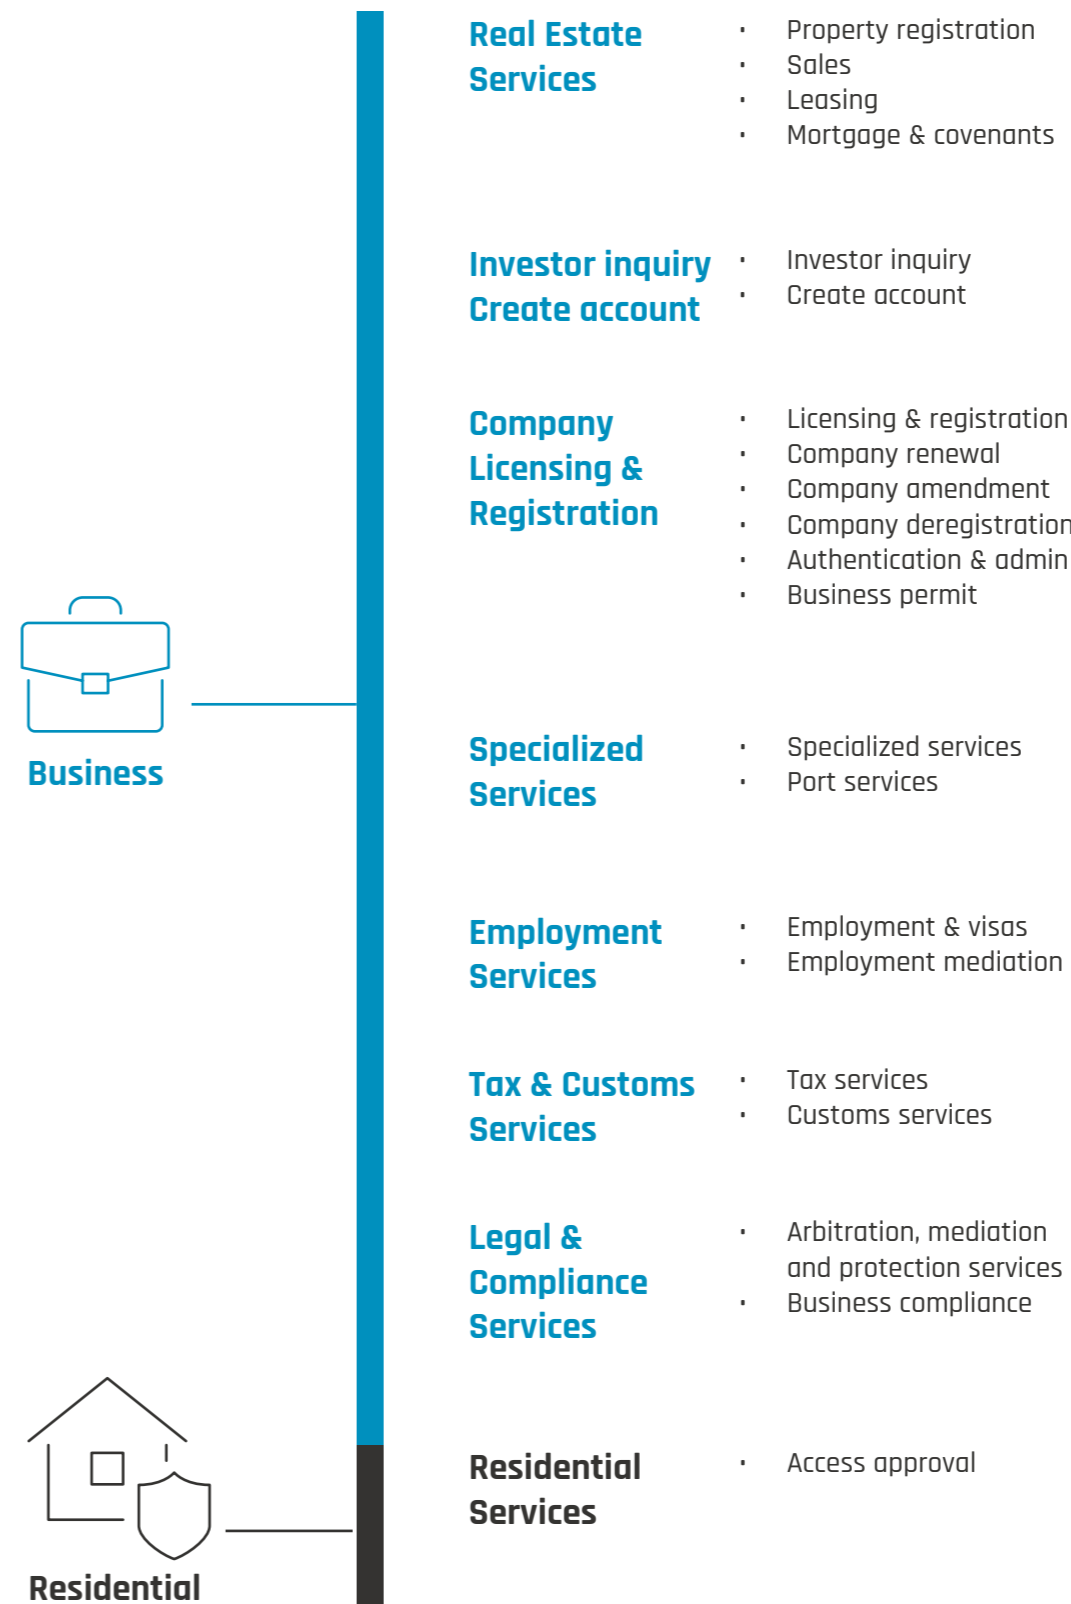 Real Estate
Services
· Property registration
· Sales
· Leasing
· Mortgage & covenants
Investor inquiry
Create account
· Investor inquiry
· Create account
Company
Licensing &
Registration
· Licensing & registration
· Company renewal
· Company amendment
· Company deregistration
· Authentication & admin
· Business permit
Business
Specialized
Services
· Specialized services
· Port services
Employment
Services
· Employment & visas
· Employment mediation
Tax & Customs
Services
· Tax services
· Customs services
Legal &
Compliance
Services
· Arbitration, mediation
and protection services
· Business compliance
Residential
Services
· Access approval
Residential